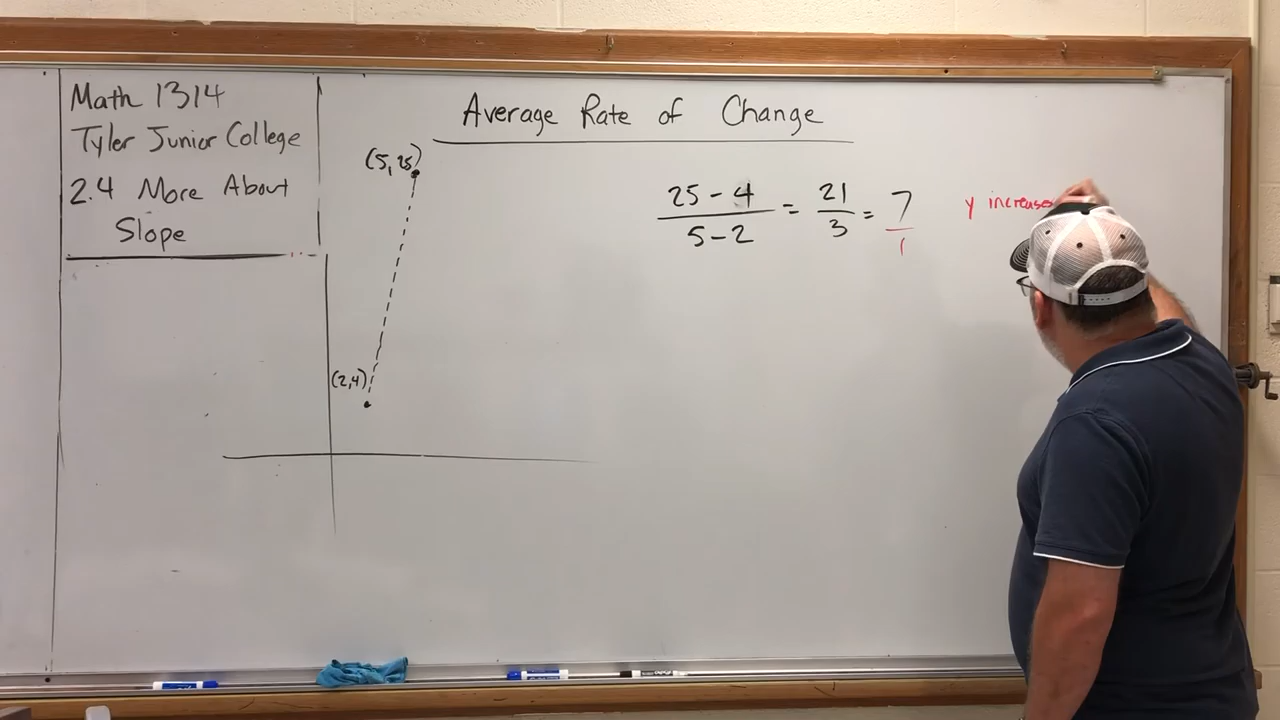 Math 1314
Tyler Junior College
2.4 More About
Slope
Average Rate of Change
(5, 25)
(2,4)
25 - 4 / 5 - 2 = 21 / 3 = 7 / 1
y increases